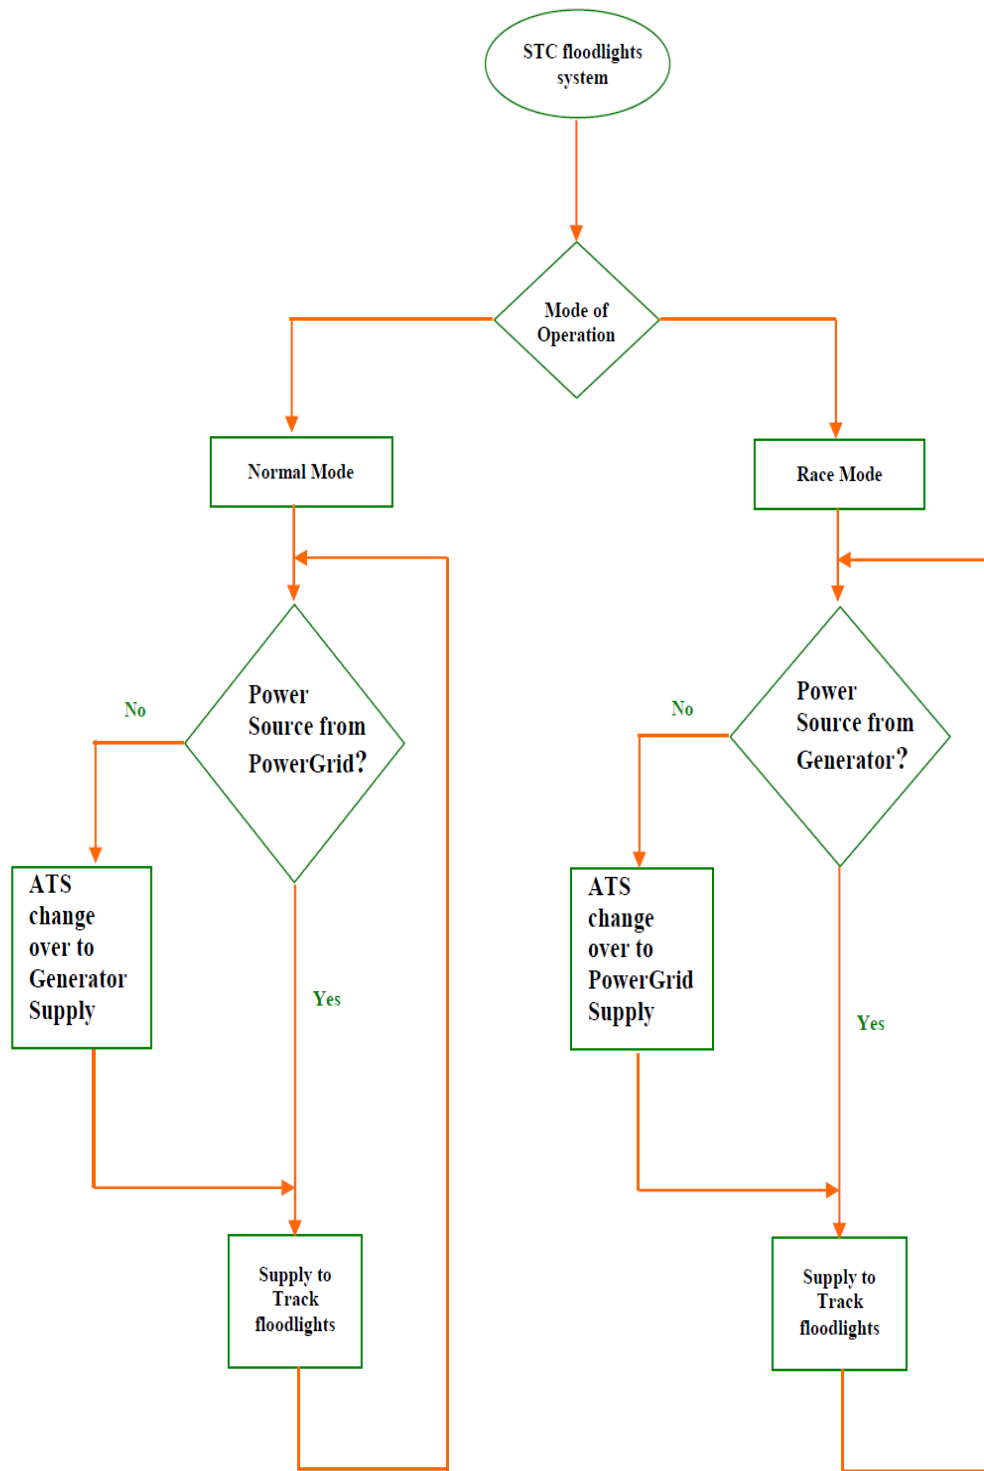 STC floodlights
system
Mode of
Operation
Normal Mode
Race Mode
Power
Source from
PowerGrid?
No
Power
Source from
Generator?
No
ATS
change
over to
Generator
Supply
Yes
ATS
change
over to
PowerGrid
Supply
Yes
Supply to
Track
floodlights
Supply to
Track
floodlights